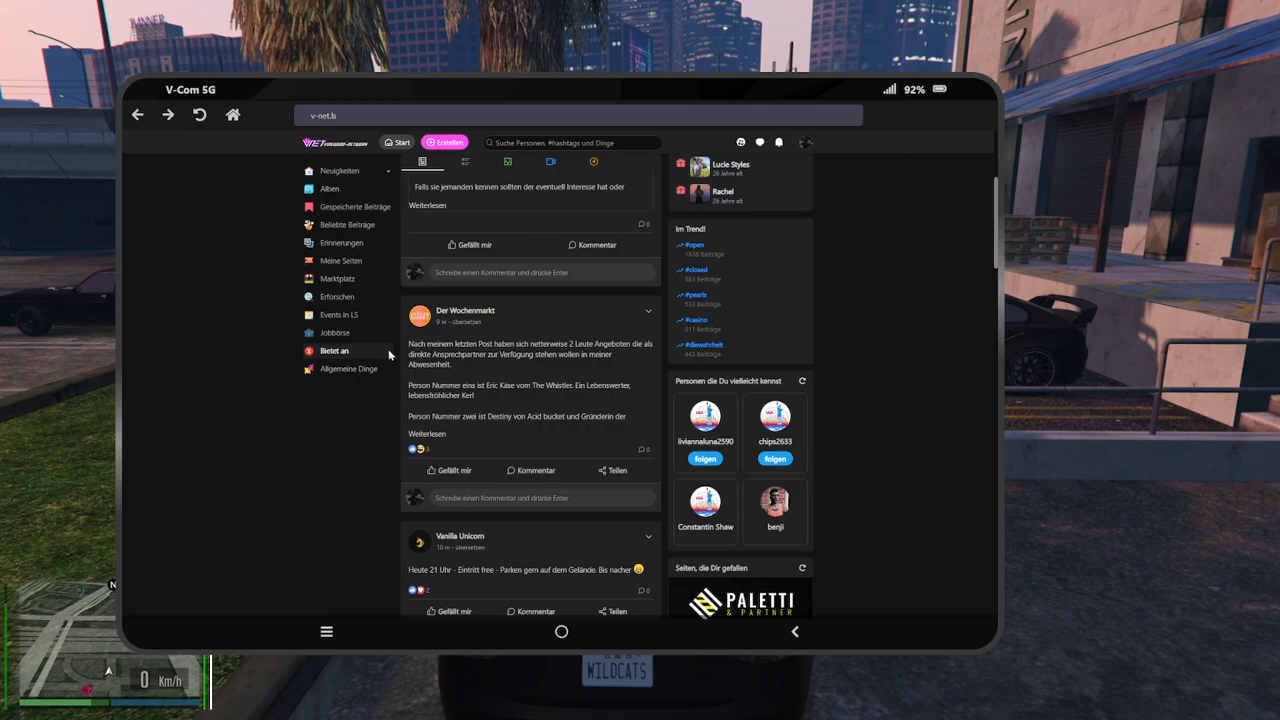 BANNER
V-Com 5G
92%
v-net.ls
VNET
Start
Erstellen
Suche Personen, #hashtags und Dinge
Neuigkeiten
Alben
Gespeicherte Beiträge
Beliebte Beiträge
Erinnerungen
Meine Seiten
Marktplatz
Erforschen
Events in LS
Jobbörse
Bietet an
Allgemeine Dinge
Falls sie jemanden kennen sollten der eventuell Interesse hat oder
Weiterlesen
0
Gefällt mir
Kommentar
Schreibe einen Kommentar und drücke Enter
Der Wochenmarkt
9 m - übersetzen
Nach meinem letzten Post haben sich netterweise 2 Leute Angeboten die als
direkte Ansprechpartner zur Verfügung stehen wollen in meiner
Abwesenheit.
Person Nummer eins ist Eric Käse vom The Whistler. Ein Lebenswerter,
lebensfröhlicher Kerl
Person Nummer zwei ist Destiny von Acid bucket und Gründerin der
Weiterlesen
3
0
Gefällt mir
Kommentar
Teilen
Schreibe einen Kommentar und drücke Enter
Vanilla Unicorn
10 m - übersetzen
Heute 21 Uhr - Eintritt free - Parken gern auf dem Gelände. Bis nacher
2
0
Gefällt mir
Kommentar
Teilen
Lucie Styles
26 Jahre alt
Rachel
26 Jahre alt
Im Trend!
#open
1836 Beiträge
#closed
583 Beiträge
#pearls
533 Beiträge
#casino
511 Beiträge
#diewahrheit
443 Beiträge
Personen die Du vielleicht kennst
liviannaluna2590
chips2633
folgen
folgen
Constantin Shaw
benji
Seiten, die Dir gefallen
PALETTI
& PARTNER
N
0 Km/h
WILDCATS